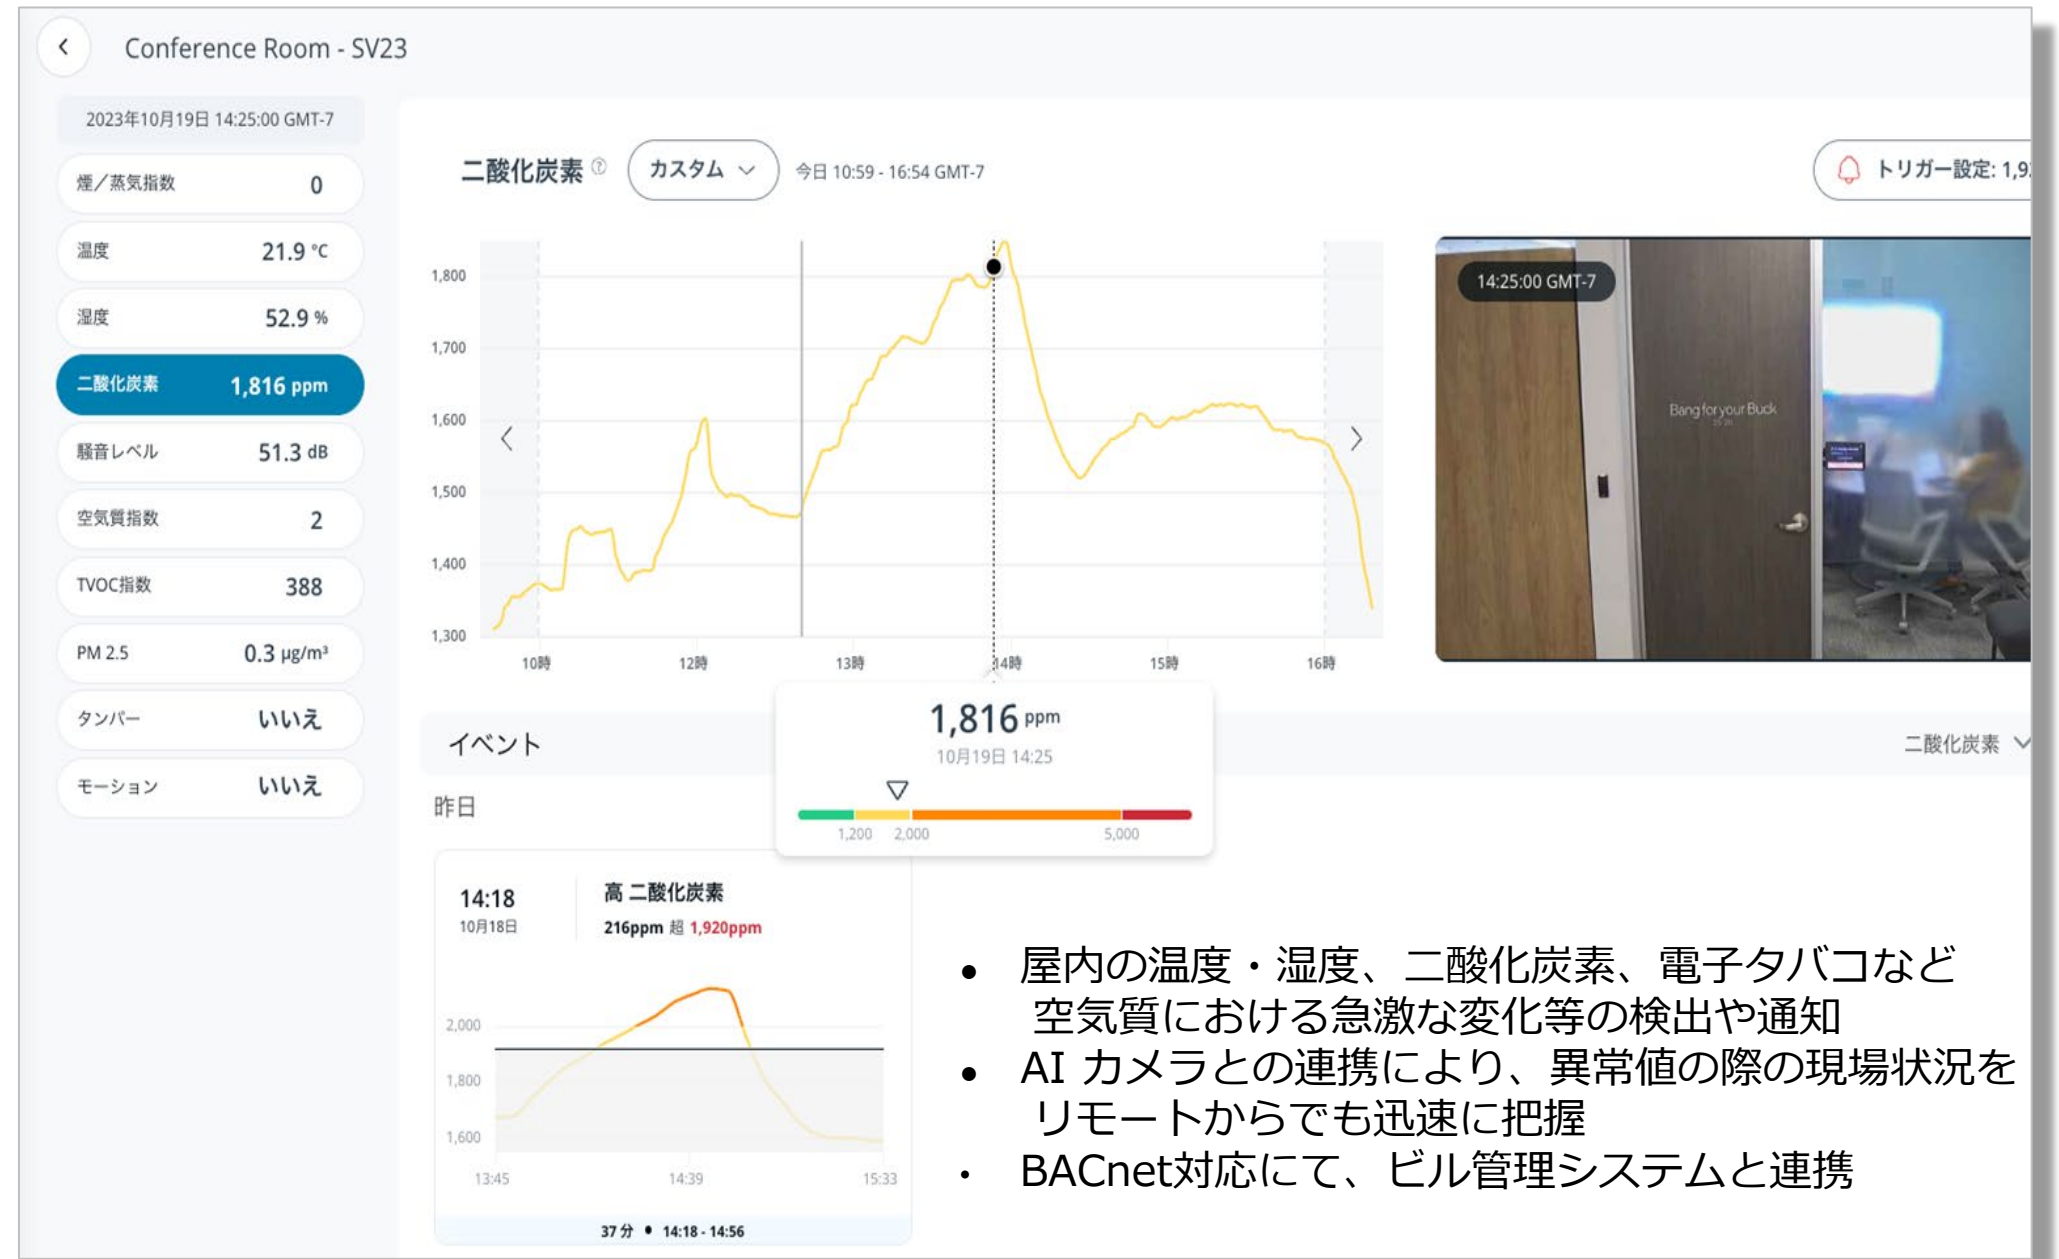 Conference Room - SV23
2023年10月19日 14:25:00 GMT-7
煙／蒸気指数 0
温度 21.9 °C
湿度 52.9 %
二酸化炭素 1,816 ppm
騒音レベル 51.3 dB
空気質指数 2
TVOC指数 388
PM 2.5 0.3 µg/m³
タンパー いいえ
モーション いいえ
二酸化炭素 ? カスタム 今日 10:59 - 16:54 GMT-7
トリガー設定: 1,9
1,800
1,700
1,600
1,500
1,400
1,300
10時 12時 13時 14時 15時 16時
14:25:00 GMT-7
Bang for your Buck
1,816 ppm
10月19日 14:25
1,200 2,000 5,000
イベント
二酸化炭素
昨日
14:18
10月18日
高 二酸化炭素
216ppm 超 1,920ppm
2,000
1,800
1,600
13:45 14:39 15:33
37 分 • 14:18 - 14:56
• 屋内の温度・湿度、二酸化炭素、電子タバコなど
空気質における急激な変化等の検出や通知
• AI カメラとの連携により、異常値の際の現場状況を
リモートからでも迅速に把握
• BACnet対応にて、ビル管理システムと連携